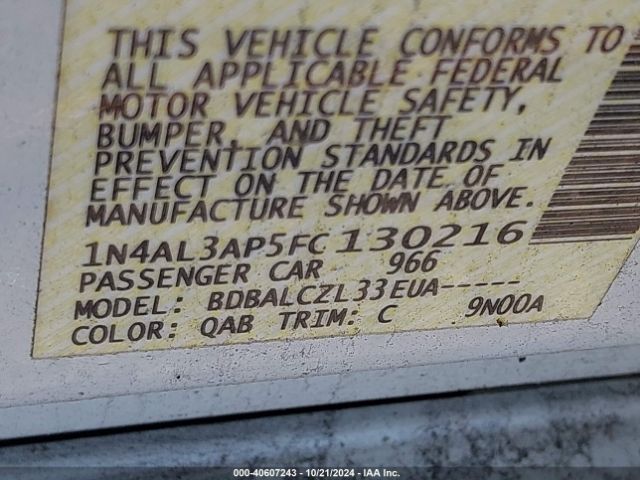 THIS VEHICLE CONFORMS TO
ALL APPLICABLE FEDERAL
MOTOR VEHICLE SAFETY,
BUMPER, AND THEFT
PREVENTION STANDARDS IN
EFFECT ON THE DATE OF
MANUFACTURE SHOWN ABOVE.
1N4AL3AP5FC130216
PASSENGER CAR 966
MODEL: BDBALCZL33EUA-----
COLOR: QAB TRIM: C 9N00A
000-40607243 - 10/21/2024 - IAA Inc.